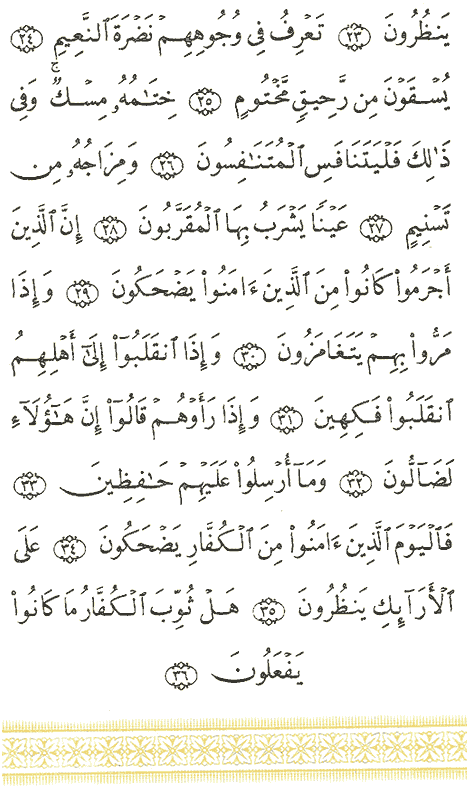 يَنظُرُونَ ٢٣ تَعْرِفُ فِى وُجُوهِهِمْ نَضْرَةَ ٱلنَّعِيمِ ٢٤
يُسْقَوْنَ مِن رَّحِيقٍ مَّخْتُومٍ ٢٥ خِتَـٰمُهُۥ مِسْكٌ ۚ وَفِى
ذَٰلِكَ فَلْيَتَنَافَسِ ٱلْمُتَنَـٰفِسُونَ ٢٦ وَمِزَاجُهُۥ مِن
تَسْنِيمٍ ٢٧ عَيْنًا يَشْرَبُ بِهَا ٱلْمُقَرَّبُونَ ٢٨ إِنَّ ٱلَّذِينَ
أَجْرَمُوا۟ كَانُوا۟ مِنَ ٱلَّذِينَ ءَامَنُوا۟ يَضْحَكُونَ ٢٩ وَإِذَا
مَرُّوا۟ بِهِمْ يَتَغَامَزُونَ ٣٠ وَإِذَا ٱنقَلَبُوٓا۟ إِلَىٰٓ أَهْلِهِمُ
ٱنقَلَبُوا۟ فَكِهِينَ ٣١ وَإِذَا رَأَوْهُمْ قَالُوٓا۟ إِنَّ هَـٰٓؤُلَآءِ
لَضَآلُّونَ ٣٢ وَمَآ أُرْسِلُوا۟ عَلَيْهِمْ حَـٰفِظِينَ ٣٣
فَٱلْيَوْمَ ٱلَّذِينَ ءَامَنُوا۟ مِنَ ٱلْكُفَّارِ يَضْحَكُونَ ٣٤ عَلَى
ٱلْأَرَآئِكِ يَنظُرُونَ ٣٥ هَلْ ثُوِّبَ ٱلْكُفَّارُ مَا كَانُوا۟
يَفْعَلُونَ ٣٦